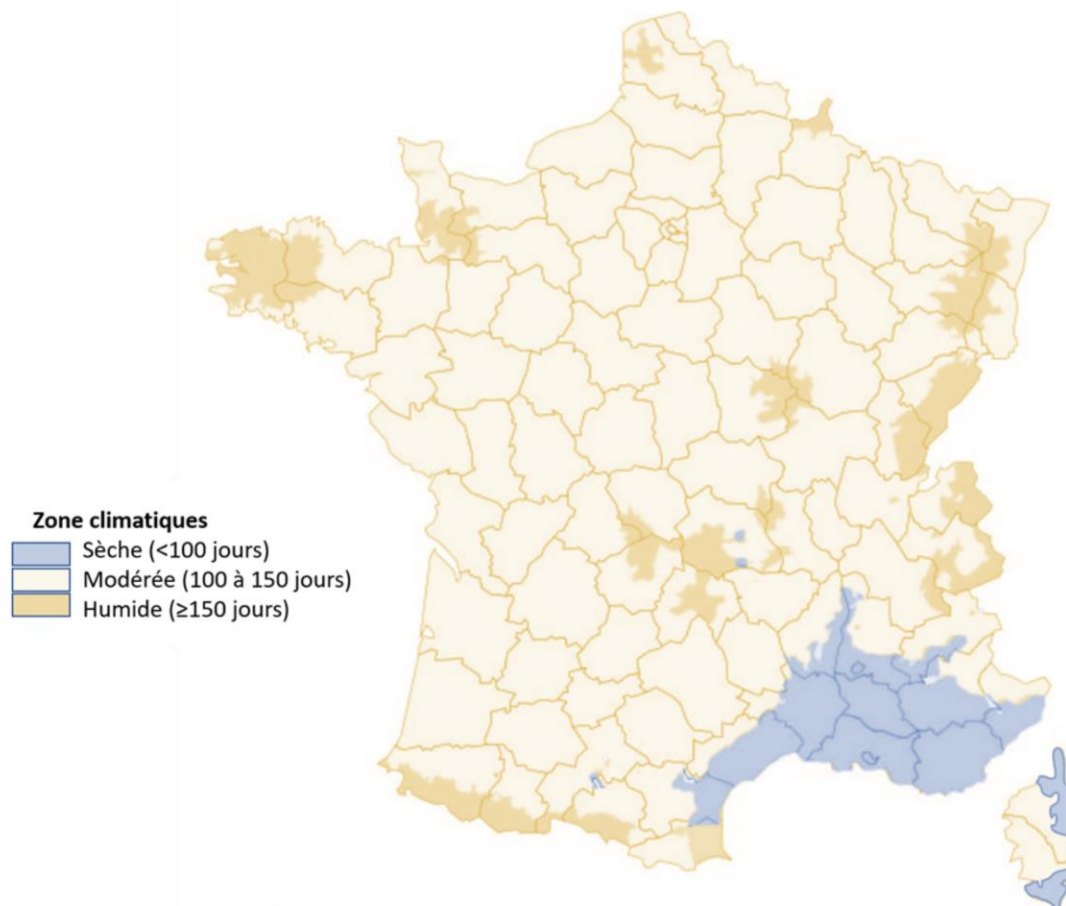 Zone climatiques
Sèche (<100 jours)
Modérée (100 à 150 jours)
Humide (≥150 jours)